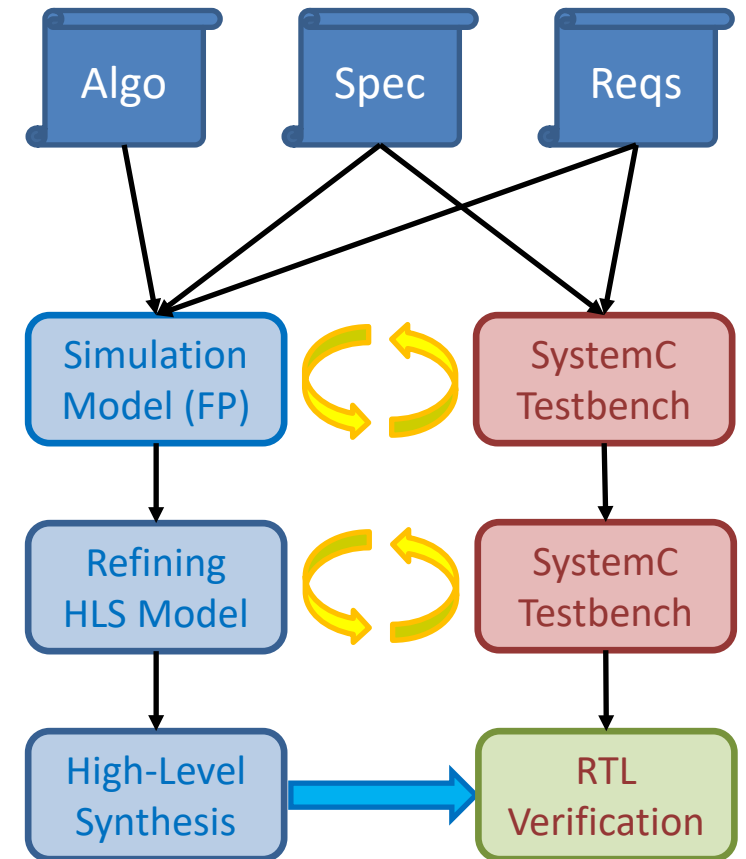 Algo
Spec
Reqs
Simulation
Model (FP)
SystemC
Testbench
Refining
HLS Model
SystemC
Testbench
High-Level
Synthesis
RTL
Verification